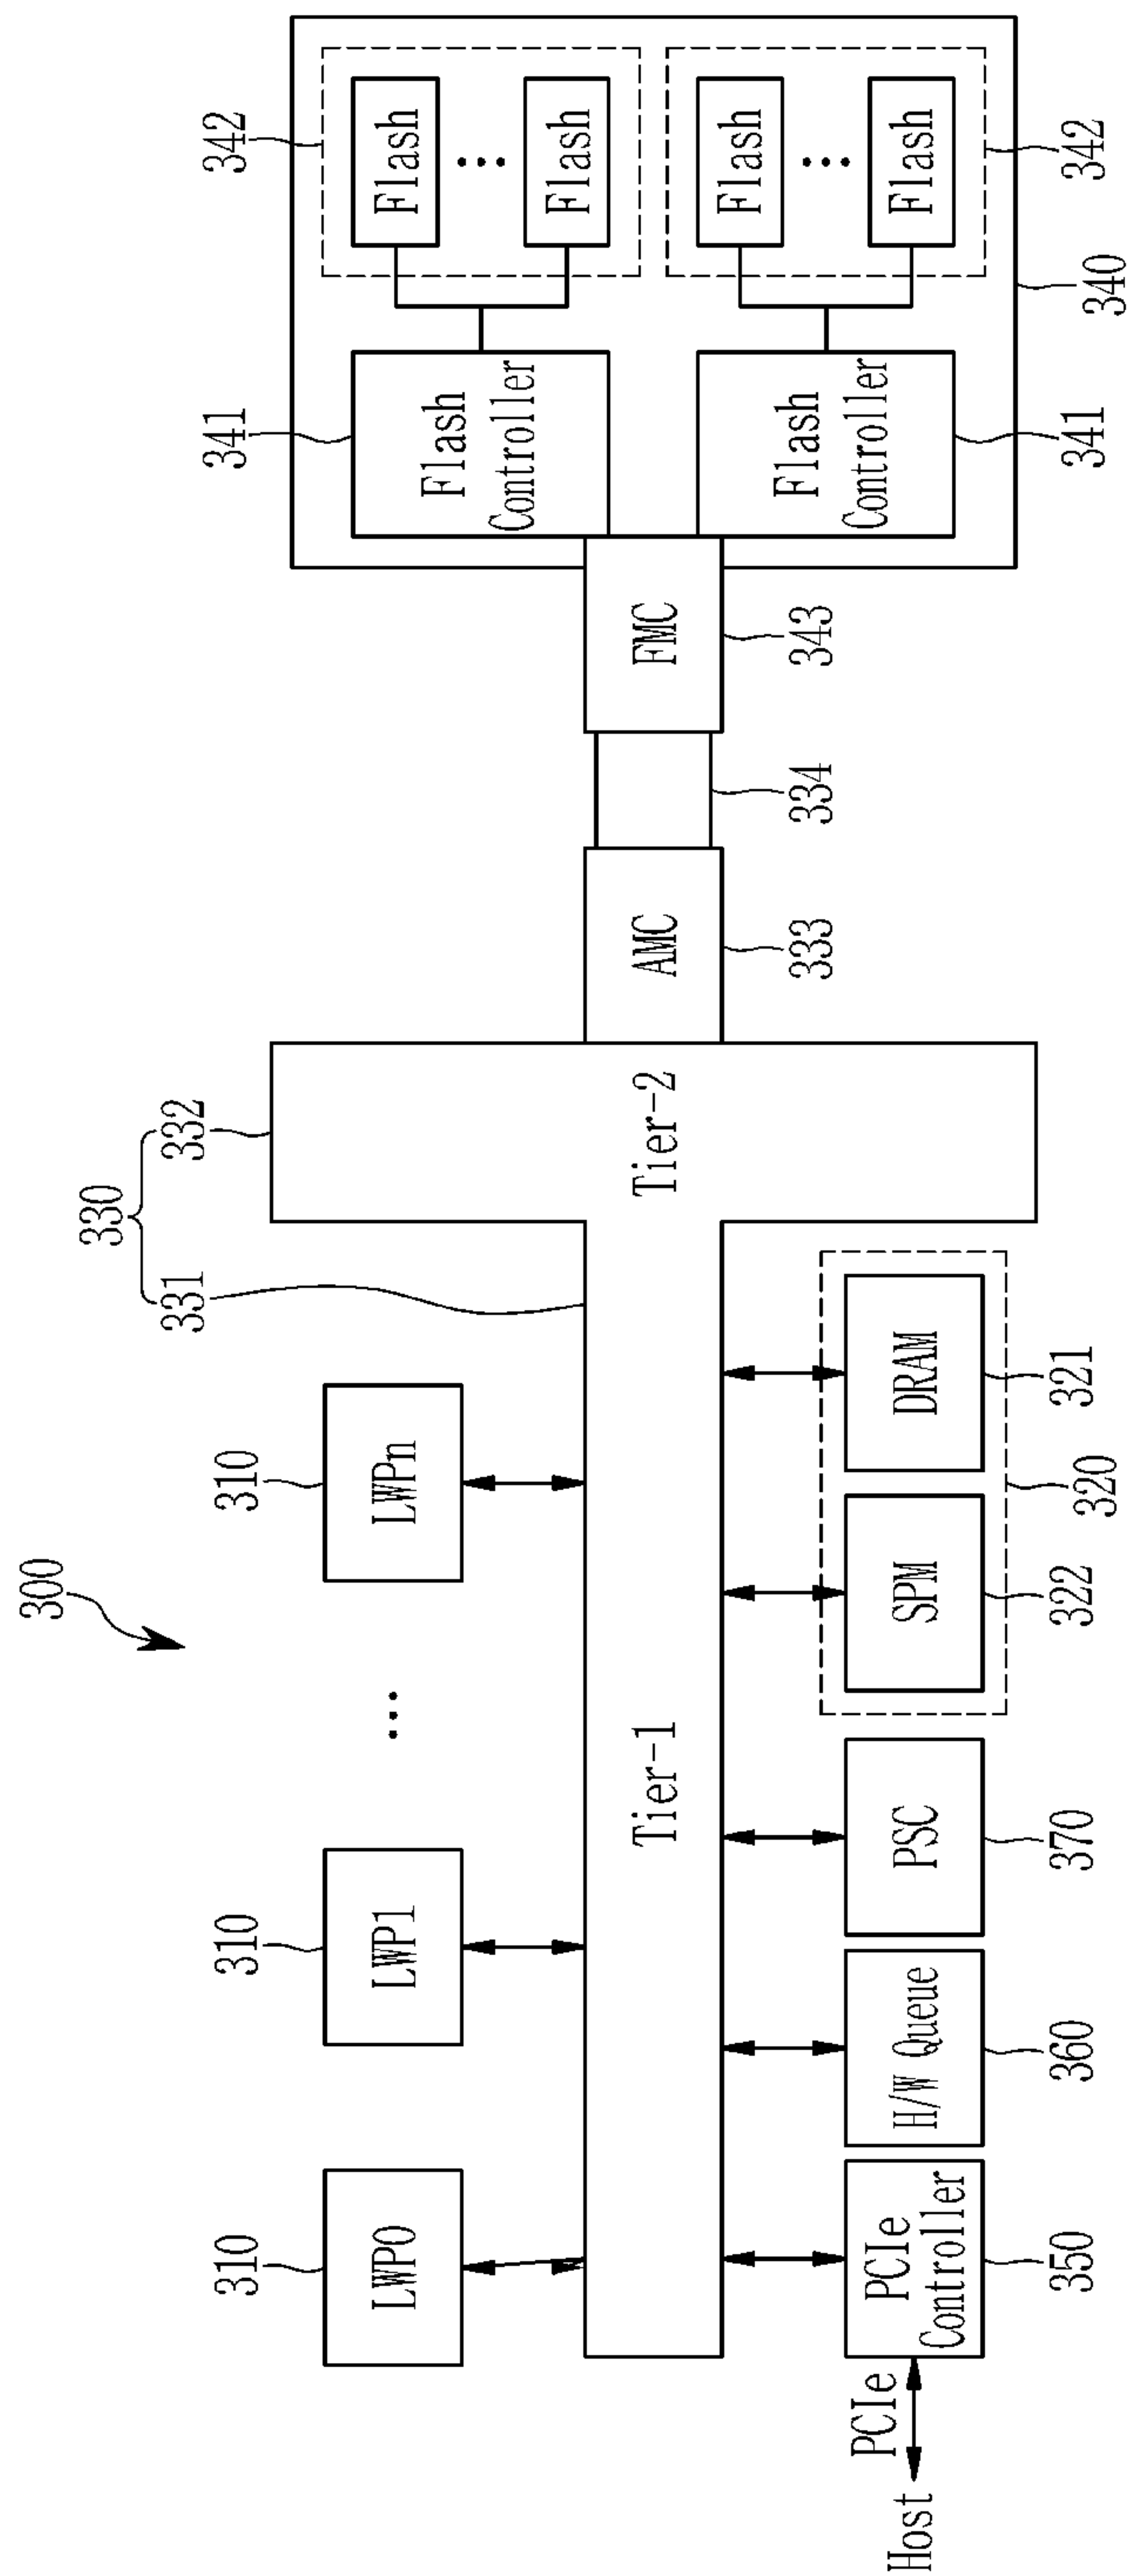 300
330
331
332
310
310
310
LWP0
LWP1
...
LWPn
Tier-1
Tier-2
AMC
333
334
FMC
343
341
Flash
Controller
342
Flash
...
Flash
Flash
Controller
341
Flash
...
Flash
342
340
Host
PCIe
PCIe
Controller
350
H/W Queue
360
PSC
370
SPM
322
DRAM
321
320